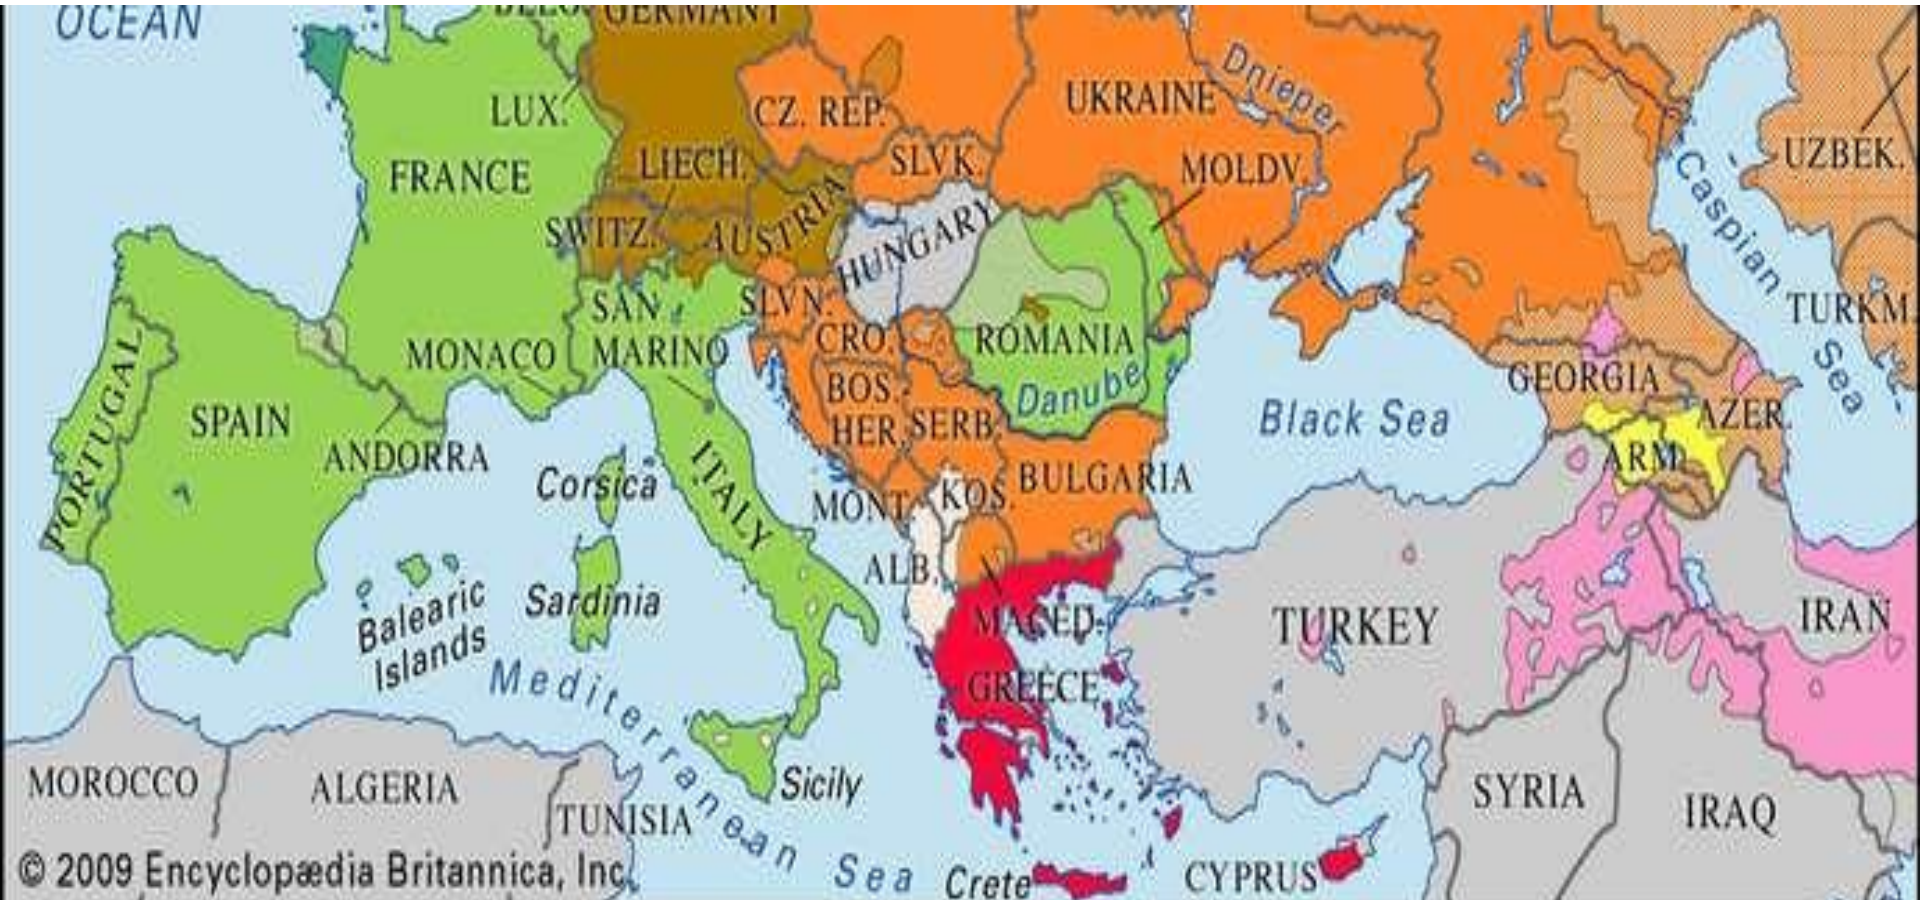 OCEAN
BELG.
GERMANY
LUX.
CZ. REP.
UKRAINE
Dnieper
UZBEK.
FRANCE
LIECH.
SLVK.
MOLDV.
Caspian
Sea
SWITZ.
AUSTRIA
HUNGARY
TURKM.
SAN
MARINO
SLVN.
CRO.
ROMANIA
Danube
MONACO
BOS.
HER.
SERB.
GEORGIA
AZER.
ARM.
Black Sea
PORTUGAL
SPAIN
ANDORRA
Corsica
ITALY
MONT.
KOS.
BULGARIA
ALB.
MACED.
Balearic
Islands
Sardinia
TURKEY
IRAN
GREECE
Mediterranean Sea
MOROCCO
ALGERIA
TUNISIA
Sicily
SYRIA
IRAQ
Crete
CYPRUS
© 2009 Encyclopædia Britannica, Inc.